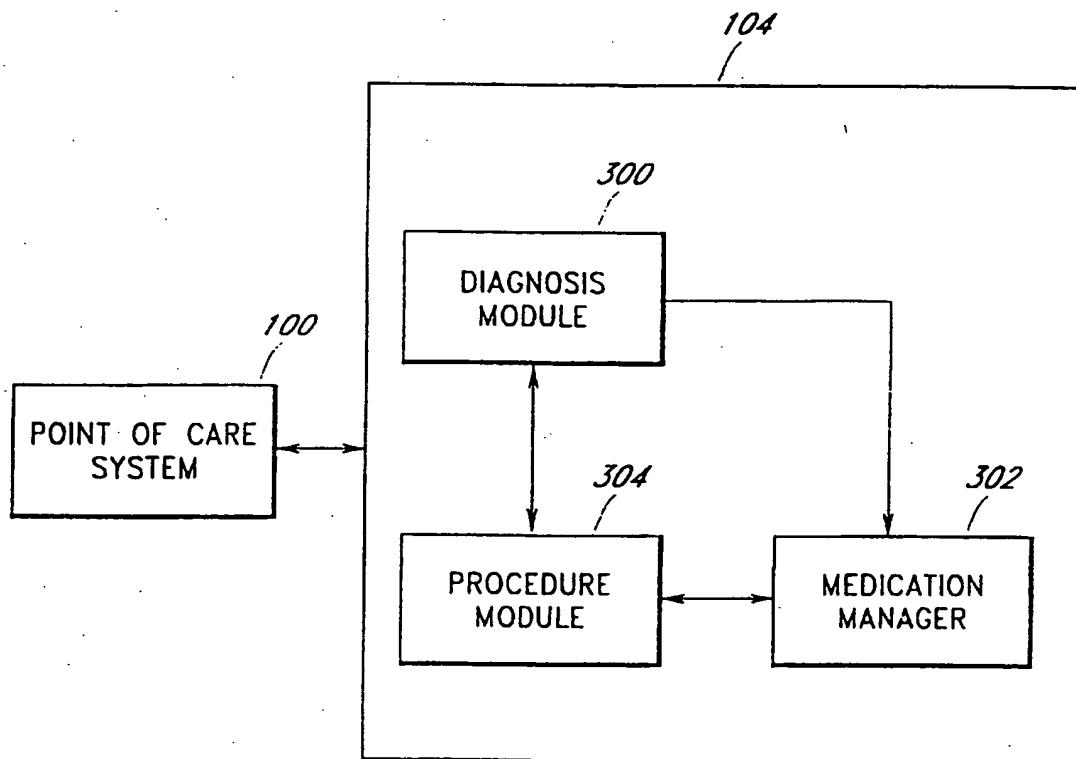 104
300
DIAGNOSIS
MODULE
100
POINT OF CARE
SYSTEM
304
PROCEDURE
MODULE
302
MEDICATION
MANAGER